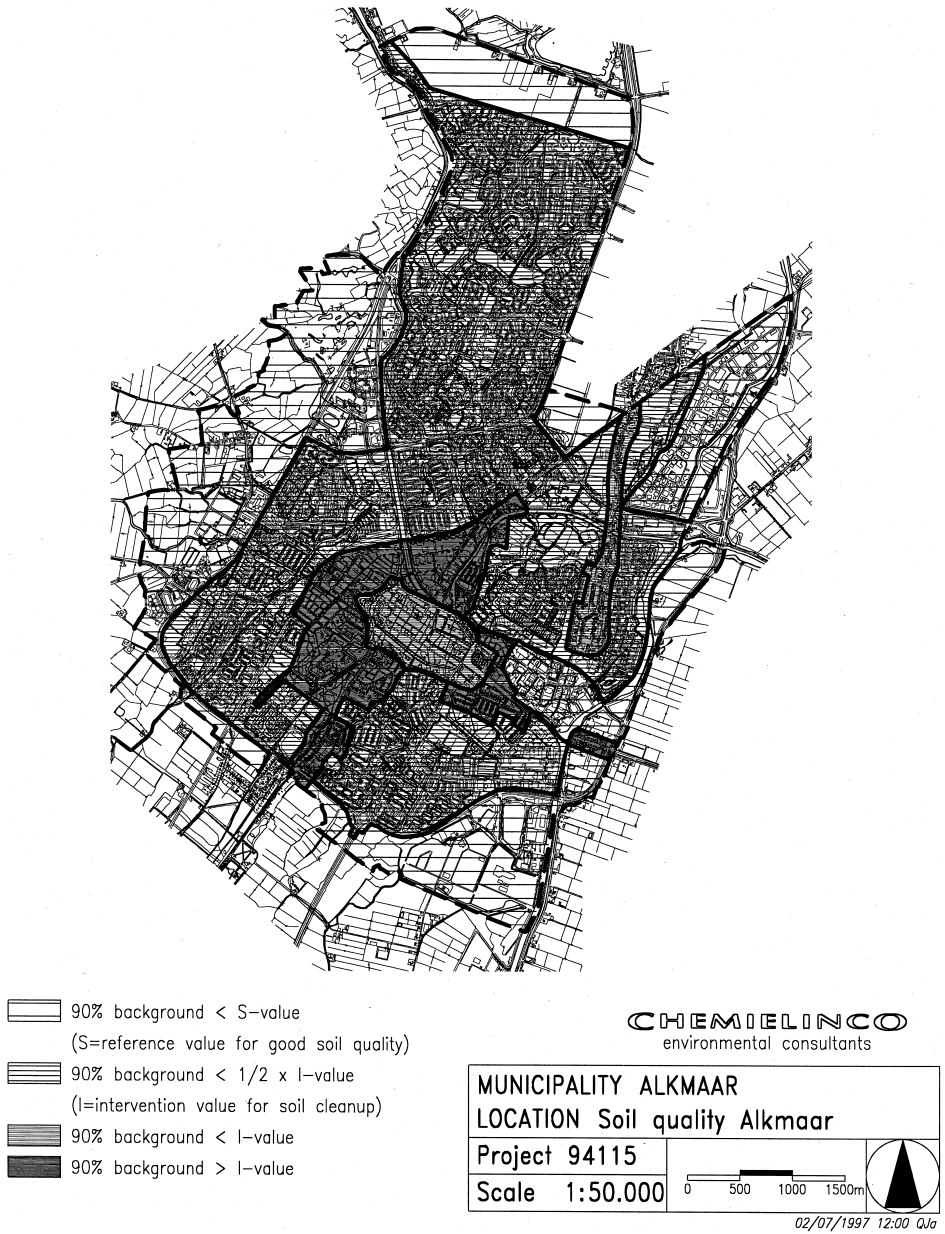 90% background < S-value
(S=reference value for good soil quality)
90% background < 1/2 x I-value
(I=intervention value for soil cleanup)
90% background < I-value
90% background > I-value
CHEMIELINCO
environmental consultants
MUNICIPALITY ALKMAAR
LOCATION Soil quality Alkmaar
Project 94115
Scale 1:50.000
0 500 1000 1500m
02/07/1997 12:00 QJa